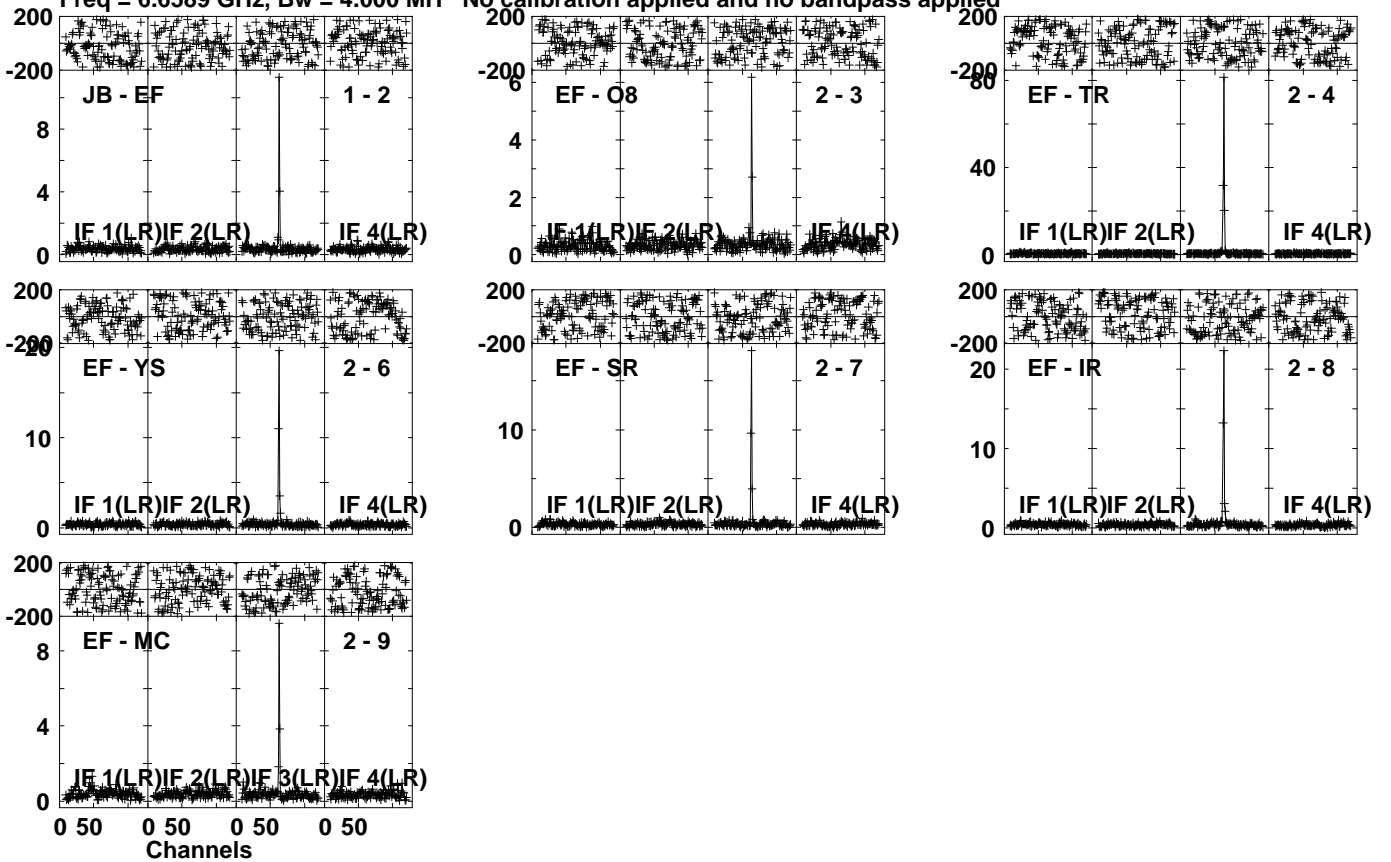 Freq = 6.6589 GHz, Bw = 4.000 MH No calibration applied and no bandpass applied
200
-200
JB - EF 1 - 2
8
4
0
IF 1(LR) IF 2(LR) IF 4(LR)
200
-200
6
EF - O8 2 - 3
4
2
0
IF 1(LR) IF 2(LR) IF 4(LR)
200
-200
80
EF - TR 2 - 4
40
0
IF 1(LR) IF 2(LR) IF 4(LR)
200
-200
20
EF - YS 2 - 6
10
0
IF 1(LR) IF 2(LR) IF 4(LR)
200
-200
EF - SR 2 - 7
10
0
IF 1(LR) IF 2(LR) IF 4(LR)
200
-200
20
EF - IR 2 - 8
10
0
IF 1(LR) IF 2(LR) IF 4(LR)
200
-200
EF - MC 2 - 9
8
4
0
IF 1(LR) IF 2(LR) IF 3(LR) IF 4(LR)
0 50 0 50 0 50 0 50
Channels